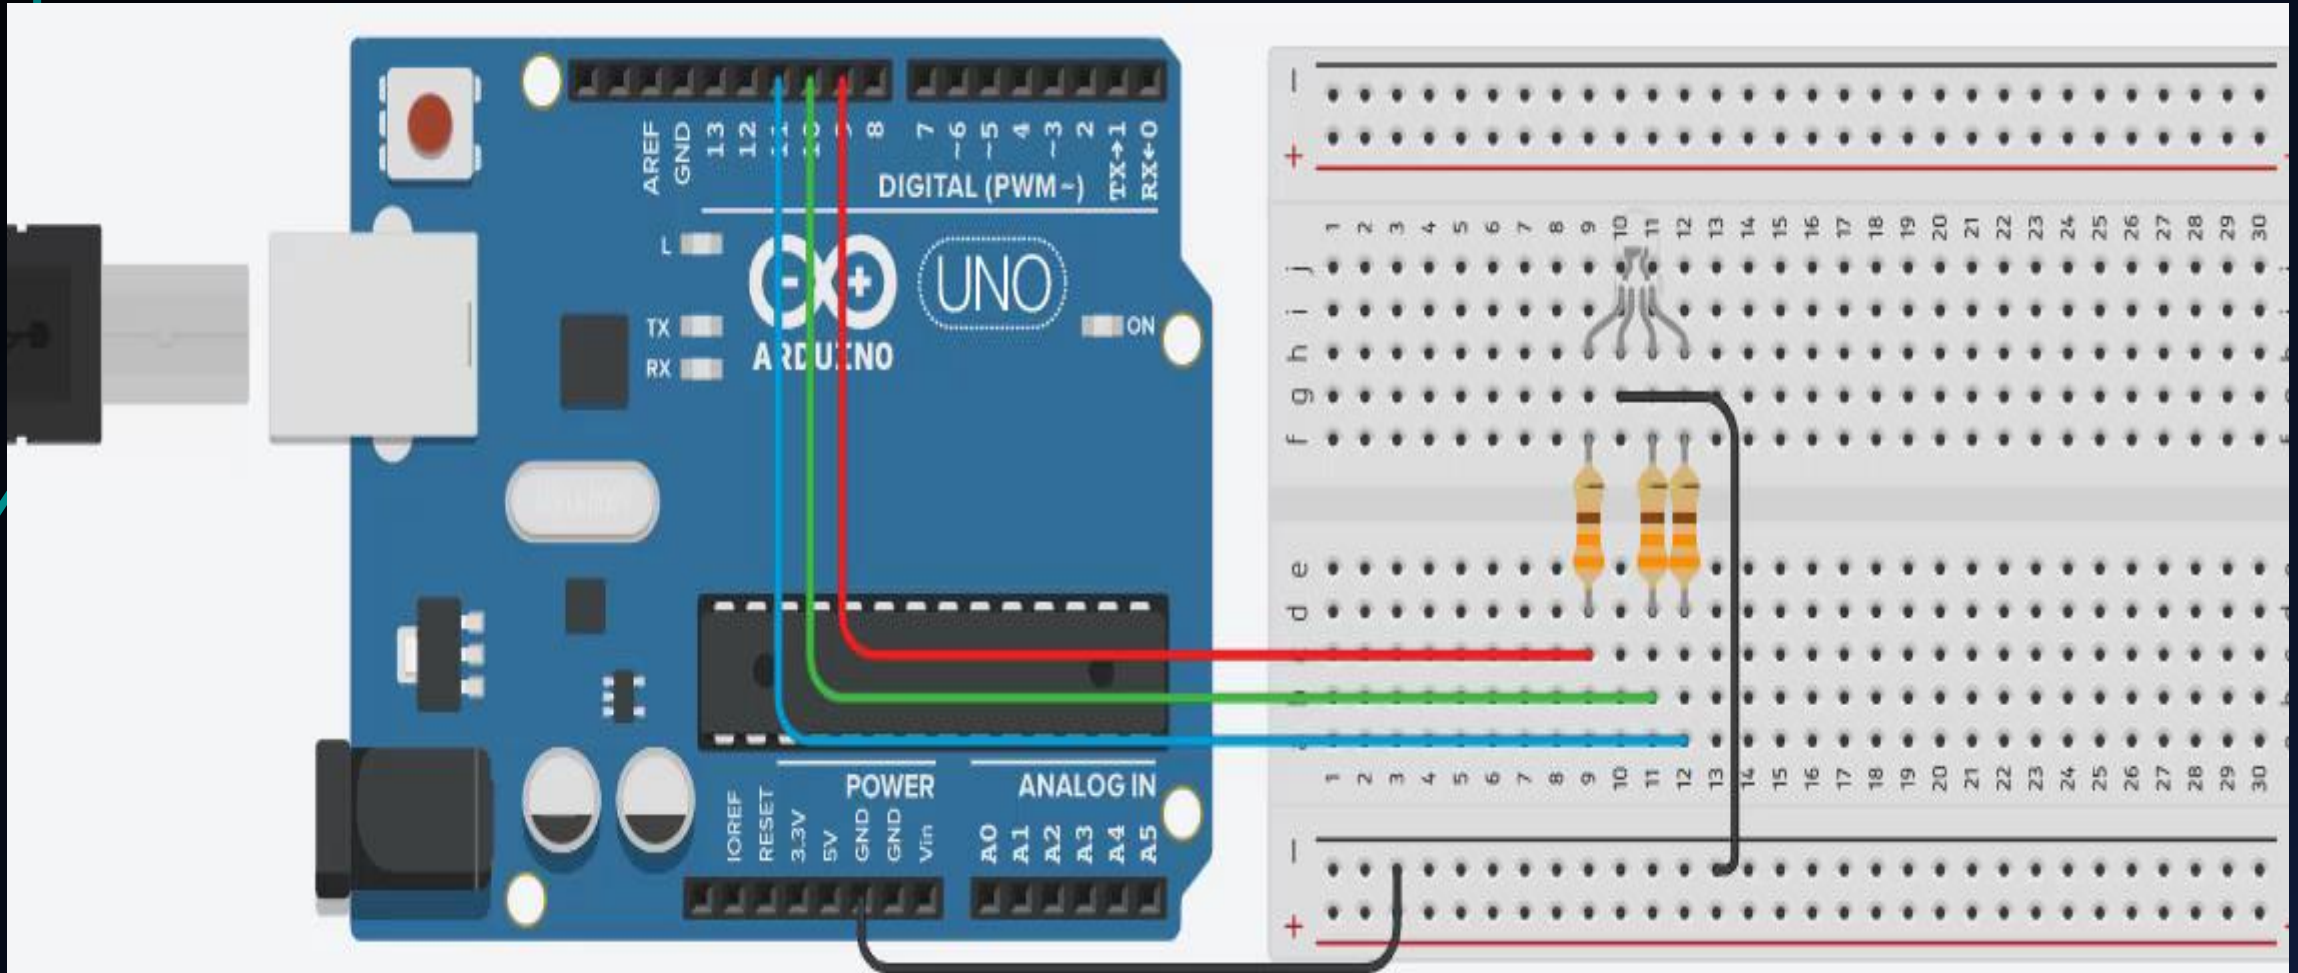 AREF
GND
13
12
11
10
9
8
7
~6
~5
4
~3
2
TX→1
RX←0
DIGITAL (PWM~)
L
TX
RX
- +
ARDUINO
UNO
ON
IOREF
RESET
3.3V
5V
GND
GND
Vin
POWER
ANALOG IN
A0
A1
A2
A3
A4
A5
−
+
1 2 3 4 5 6 7 8 9 10 11 12 13 14 15 16 17 18 19 20 21 22 23 24 25 26 27 28 29 30
j
i
h
g
f
e
d
1 2 3 4 5 6 7 8 9 10 11 12 13 14 15 16 17 18 19 20 21 22 23 24 25 26 27 28 29 30
−
+